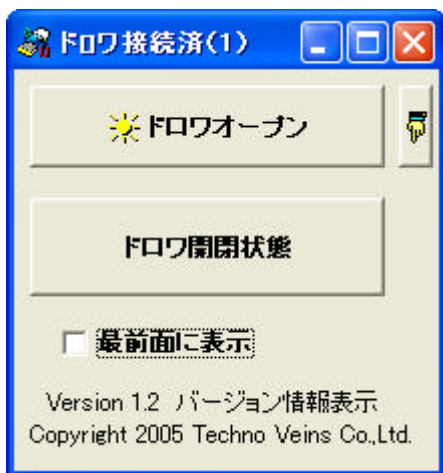 ドロワ接続済(1)
ドロワオープン
ドロワ開閉状態
最前面に表示
Version 1.2 バージョン情報表示
Copyright 2005 Techno Veins Co.,Ltd.